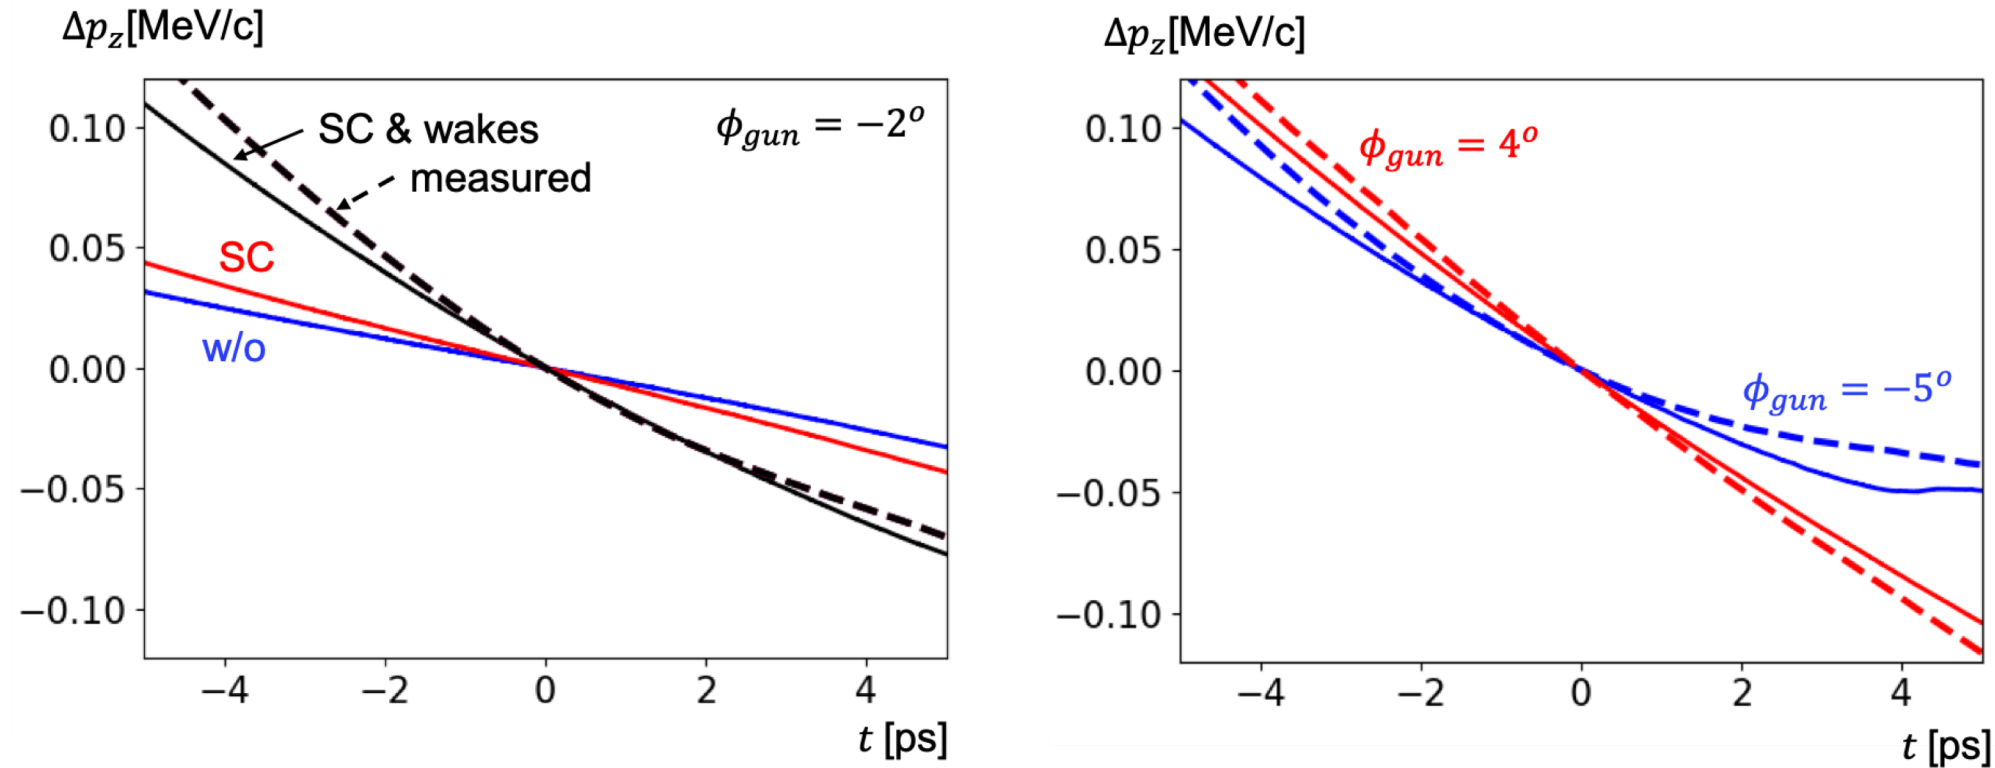 Δp_z[MeV/c]
0.10
0.05
0.00
−0.05
−0.10
SC & wakes
measured
ϕ_gun = −2°
SC
w/o
−4 −2 0 2 4
t [ps]
Δp_z[MeV/c]
0.10
0.05
0.00
−0.05
−0.10
ϕ_gun = 4°
ϕ_gun = −5°
−4 −2 0 2 4
t [ps]